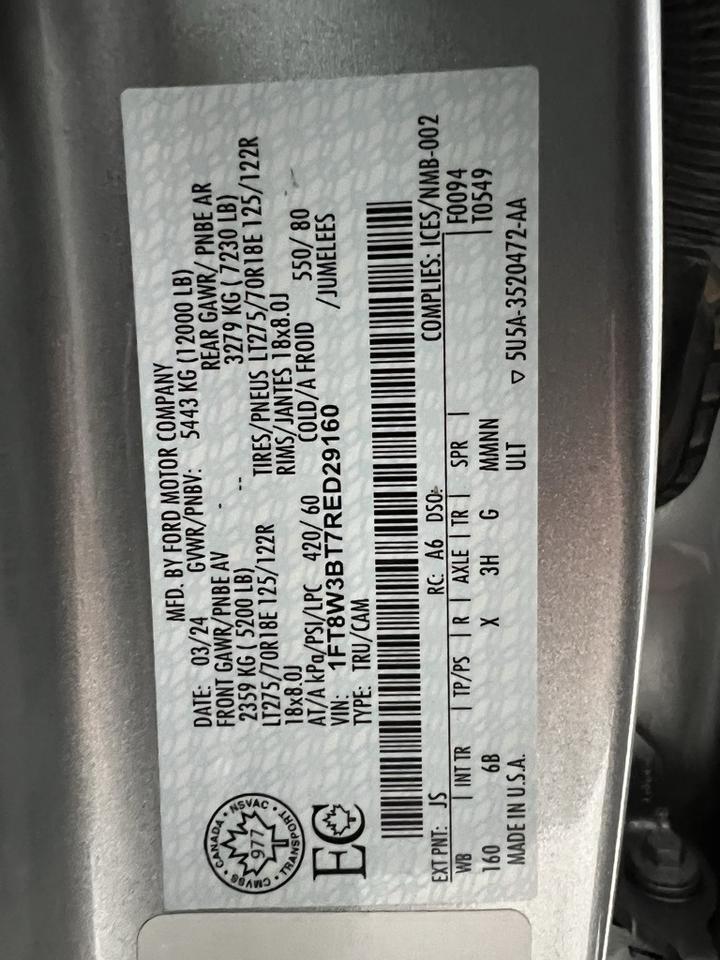 MFD. BY FORD MOTOR COMPANY
DATE: 03/24 GVWR/PNBV: 5443 KG (12000 LB)
FRONT GAWR/PNBE AV - REAR GAWR/ PNBE AR
2359 KG ( 5200 LB) -- 3279 KG ( 7230 LB)
LT275/70R18E 125/122R TIRES/PNEUS LT275/70R18E 125/122R
18x8.0J RIMS/JANTES 18x8.0J
AT/A kPa/PSI/LPC 420/ 60 COLD/A FROID 550/ 80
VIN: 1FT8W3BT7RED29160 /JUMELEES
TYPE: TRU/CAM
CANADA • NSVAC • TRANSPORT • CMVSS •
977
EC
COMPLIES: ICES/NMB-002
EXT PNT: JS RC: A6 DSO: F0094
WB | INT TR | TP/PS | R | AXLE | TR | SPR | T0549
160 6B X 3H G MMNNN
MADE IN U.S.A. ULT ▽ 5U5A-3520472-AA